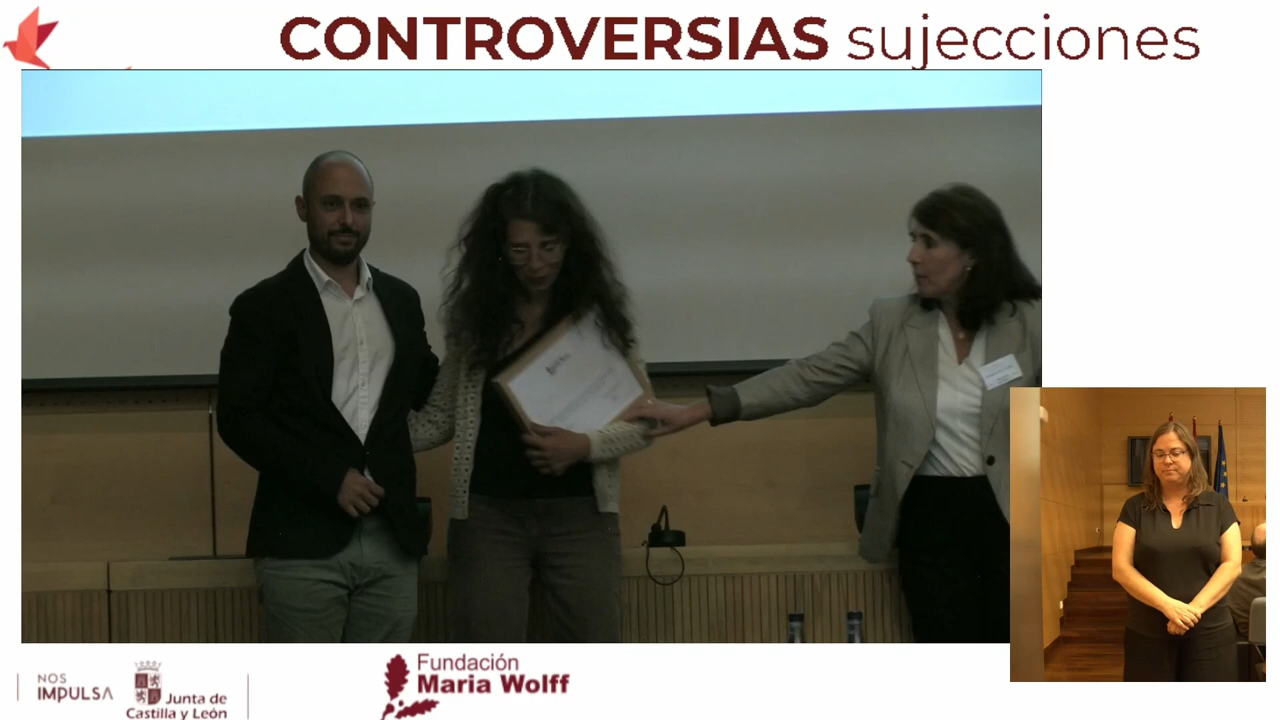 CONTROVERSIAS sujecciones
NOS
IMPULSA
Junta de
Castilla y León
Fundación
Maria Wolff